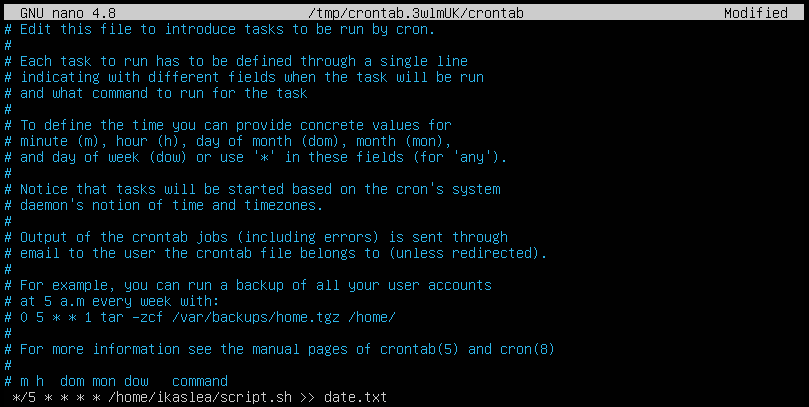 GNU nano 4.8 /tmp/crontab.3wlmUK/crontab Modified
# Edit this file to introduce tasks to be run by cron.
#
# Each task to run has to be defined through a single line
# indicating with different fields when the task will be run
# and what command to run for the task
#
# To define the time you can provide concrete values for
# minute (m), hour (h), day of month (dom), month (mon),
# and day of week (dow) or use '*' in these fields (for 'any').
#
# Notice that tasks will be started based on the cron's system
# daemon's notion of time and timezones.
#
# Output of the crontab jobs (including errors) is sent through
# email to the user the crontab file belongs to (unless redirected).
#
# For example, you can run a backup of all your user accounts
# at 5 a.m every week with:
# 0 5 * * 1 tar -zcf /var/backups/home.tgz /home/
#
# For more information see the manual pages of crontab(5) and cron(8)
#
# m h  dom mon dow   command
*/5 * * * * /home/ikaslea/script.sh >> date.txt